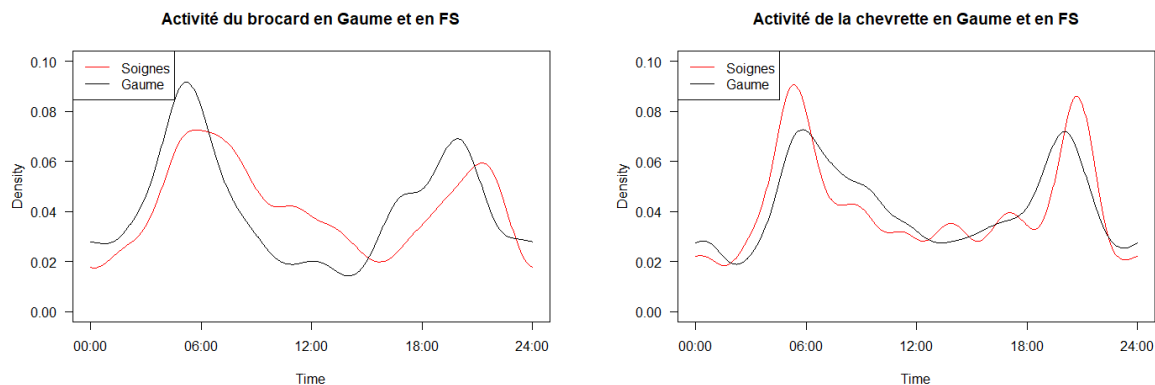 Activité du brocard en Gaume et en FS
Soignes
Gaume
0.10
0.08
0.06
0.04
0.02
0.00
Density
00:00 06:00 12:00 18:00 24:00
Time
Activité de la chevrette en Gaume et en FS
Soignes
Gaume
0.10
0.08
0.06
0.04
0.02
0.00
Density
00:00 06:00 12:00 18:00 24:00
Time